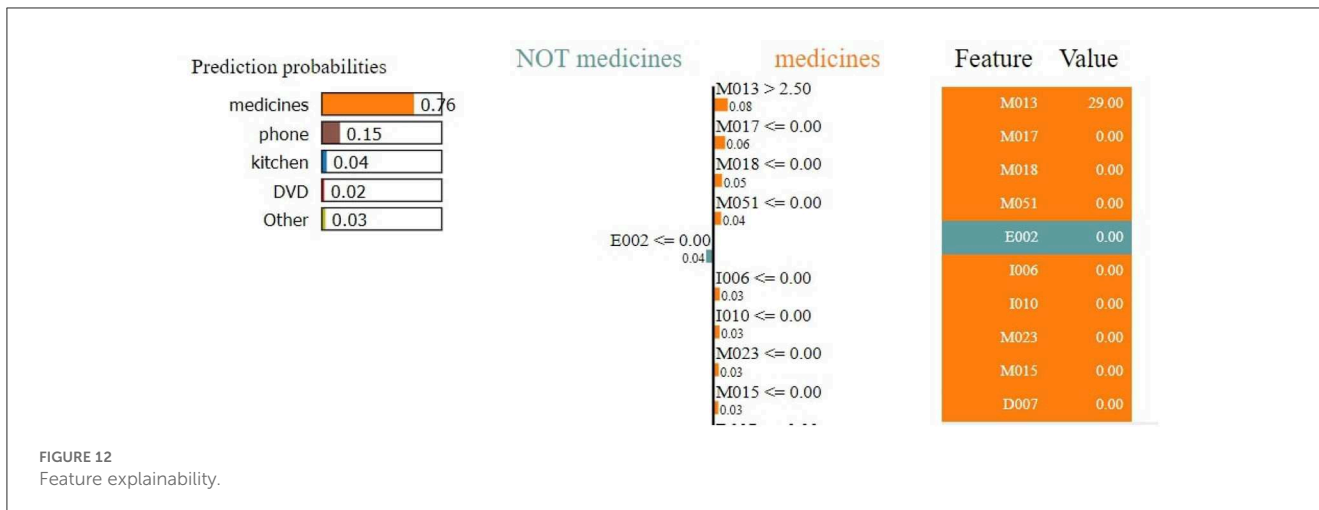 Prediction probabilities
medicines 0.76
phone 0.15
kitchen 0.04
DVD 0.02
Other 0.03
NOT medicines medicines
M013 > 2.50
0.08
M017 <= 0.00
0.06
M018 <= 0.00
0.05
M051 <= 0.00
0.04
E002 <= 0.00
0.04
I006 <= 0.00
0.03
I010 <= 0.00
0.03
M023 <= 0.00
0.03
M015 <= 0.00
0.03
Feature Value
M013 29.00
M017 0.00
M018 0.00
M051 0.00
E002 0.00
I006 0.00
I010 0.00
M023 0.00
M015 0.00
D007 0.00
FIGURE 12
Feature explainability.